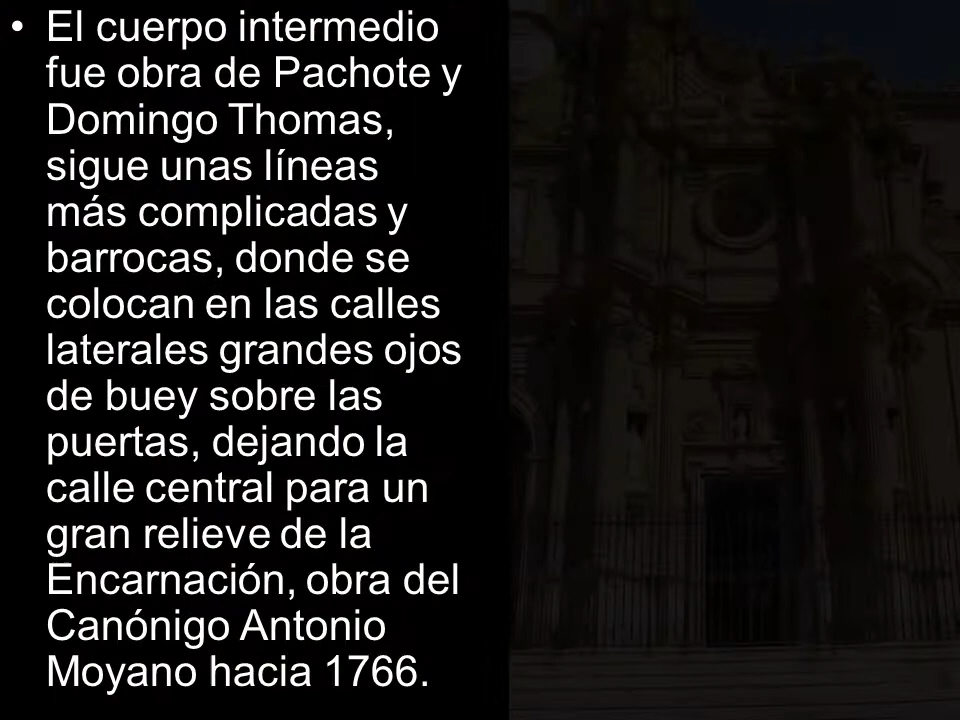 • El cuerpo intermedio
fue obra de Pachote y
Domingo Thomas,
sigue unas líneas
más complicadas y
barrocas, donde se
colocan en las calles
laterales grandes ojos
de buey sobre las
puertas, dejando la
calle central para un
gran relieve de la
Encarnación, obra del
Canónigo Antonio
Moyano hacia 1766.